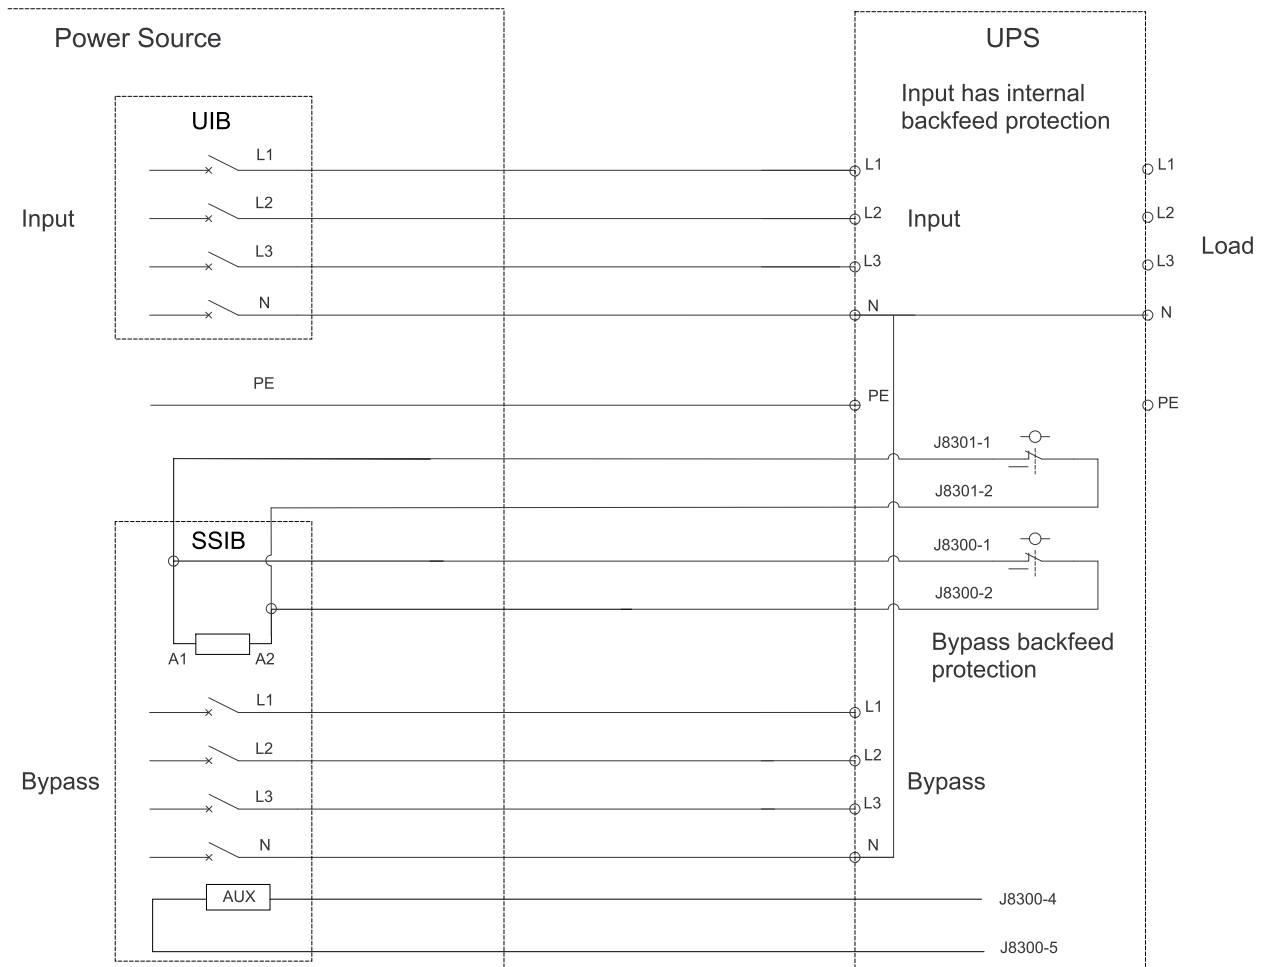 Power Source
UPS
Input has internal
backfeed protection
UIB
L1
L1
L1
L2
L2
L2
Input
Input
Load
L3
L3
L3
N
N
N
PE
PE
PE
J8301-1
J8301-2
SSIB
J8300-1
J8300-2
A1
A2
Bypass backfeed
protection
L1
L1
L2
L2
Bypass
Bypass
L3
L3
N
N
AUX
J8300-4
J8300-5